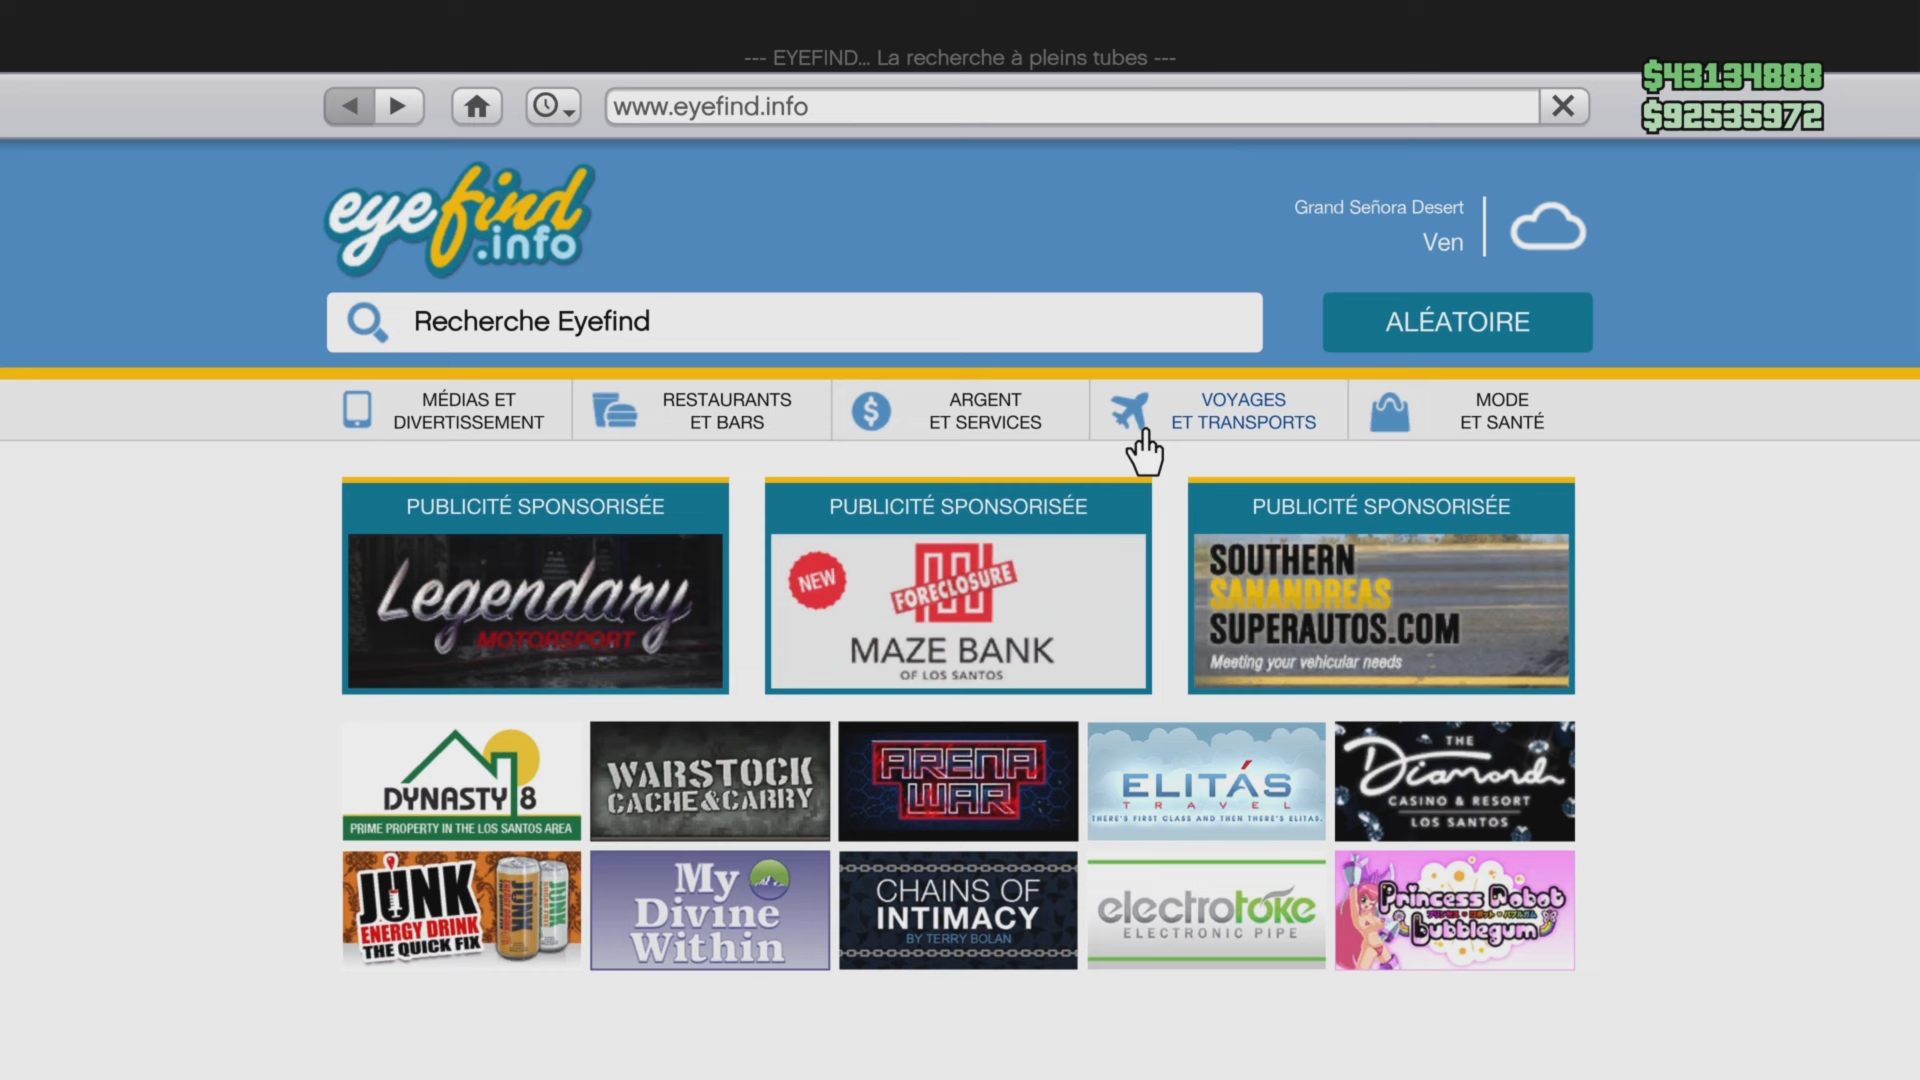 --- EYEFIND... La recherche à pleins tubes ---
www.eyefind.info
$43134888
$92535972
eyefind
.info
Grand Señora Desert
Ven
Recherche Eyefind
ALÉATOIRE
MÉDIAS ET
DIVERTISSEMENT
RESTAURANTS
ET BARS
ARGENT
ET SERVICES
VOYAGES
ET TRANSPORTS
MODE
ET SANTÉ
PUBLICITÉ SPONSORISÉE
Legendary
MOTORSPORT
PUBLICITÉ SPONSORISÉE
NEW
FORECLOSURE
MAZE BANK
OF LOS SANTOS
PUBLICITÉ SPONSORISÉE
SOUTHERN
SANANDREAS
SUPERAUTOS.COM
Meeting your vehicular needs
DYNASTY 8
PRIME PROPERTY IN THE LOS SANTOS AREA
WARSTOCK
CACHE&CARRY
ARENA
WAR
ELITÁS
TRAVEL
THERE'S FIRST CLASS AND THEN THERE'S ELITAS.
THE
Diamond
CASINO & RESORT
LOS SANTOS
JUNK
ENERGY DRINK
THE QUICK FIX
JUNK
JUNK
My
Divine
Within
CHAINS OF
INTIMACY
BY TERRY BOLAN
electrotoke
ELECTRONIC PIPE
Princess Robot
Bubblegum